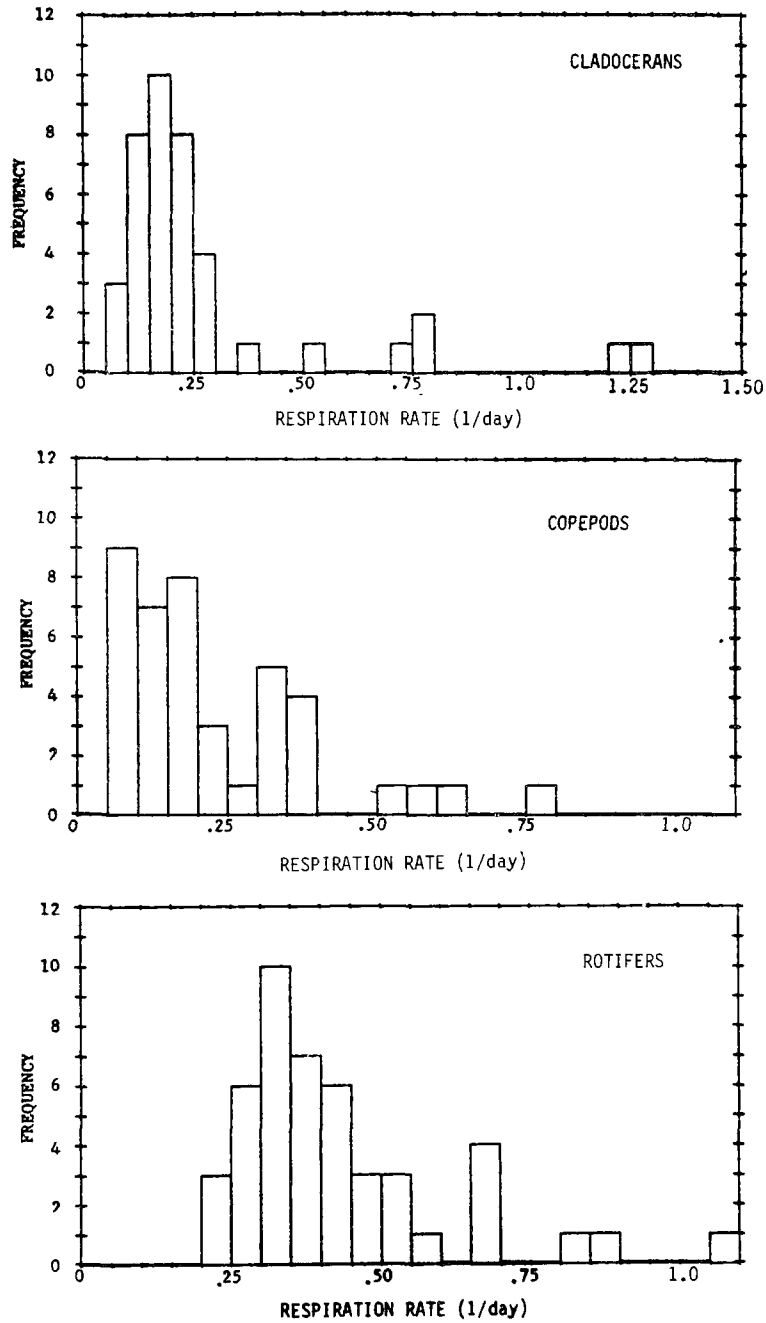 12
CLADOCERANS
10
8
6
4
2
0
FREQUENCY
0 .25 .50 .75 1.0 1.25 1.50
RESPIRATION RATE (1/day)
12
COPEPODS
10
8
6
4
2
0
FREQUENCY
0 .25 .50 .75 1.0
RESPIRATION RATE (1/day)
12
ROTIFERS
10
8
6
4
2
0
FREQUENCY
0 .25 .50 .75 1.0
RESPIRATION RATE (1/day)